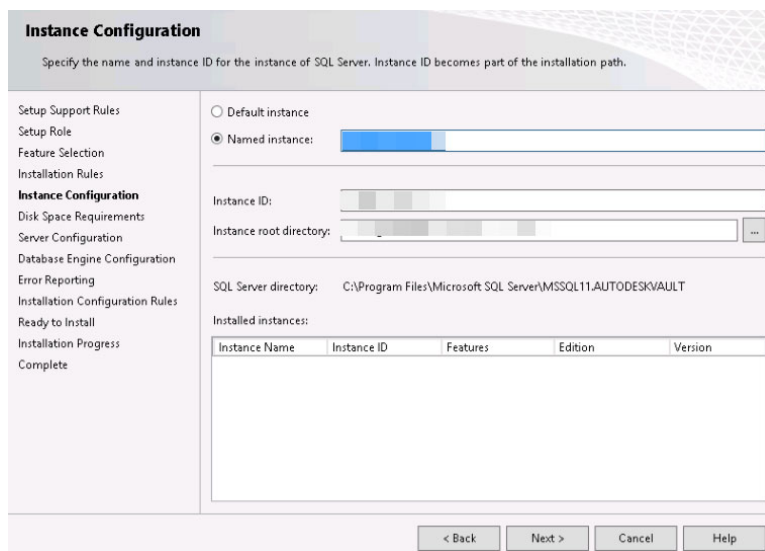 Instance Configuration
Specify the name and instance ID for the instance of SQL Server. Instance ID becomes part of the installation path.
Setup Support Rules
Setup Role
Feature Selection
Installation Rules
Instance Configuration
Disk Space Requirements
Server Configuration
Database Engine Configuration
Error Reporting
Installation Configuration Rules
Ready to Install
Installation Progress
Complete
Default instance
Named instance:
Instance ID:
Instance root directory:
...
SQL Server directory: C:\Program Files\Microsoft SQL Server\MSSQL11.AUTODESKVAULT
Installed instances:
Instance Name Instance ID Features Edition Version
< Back Next > Cancel Help